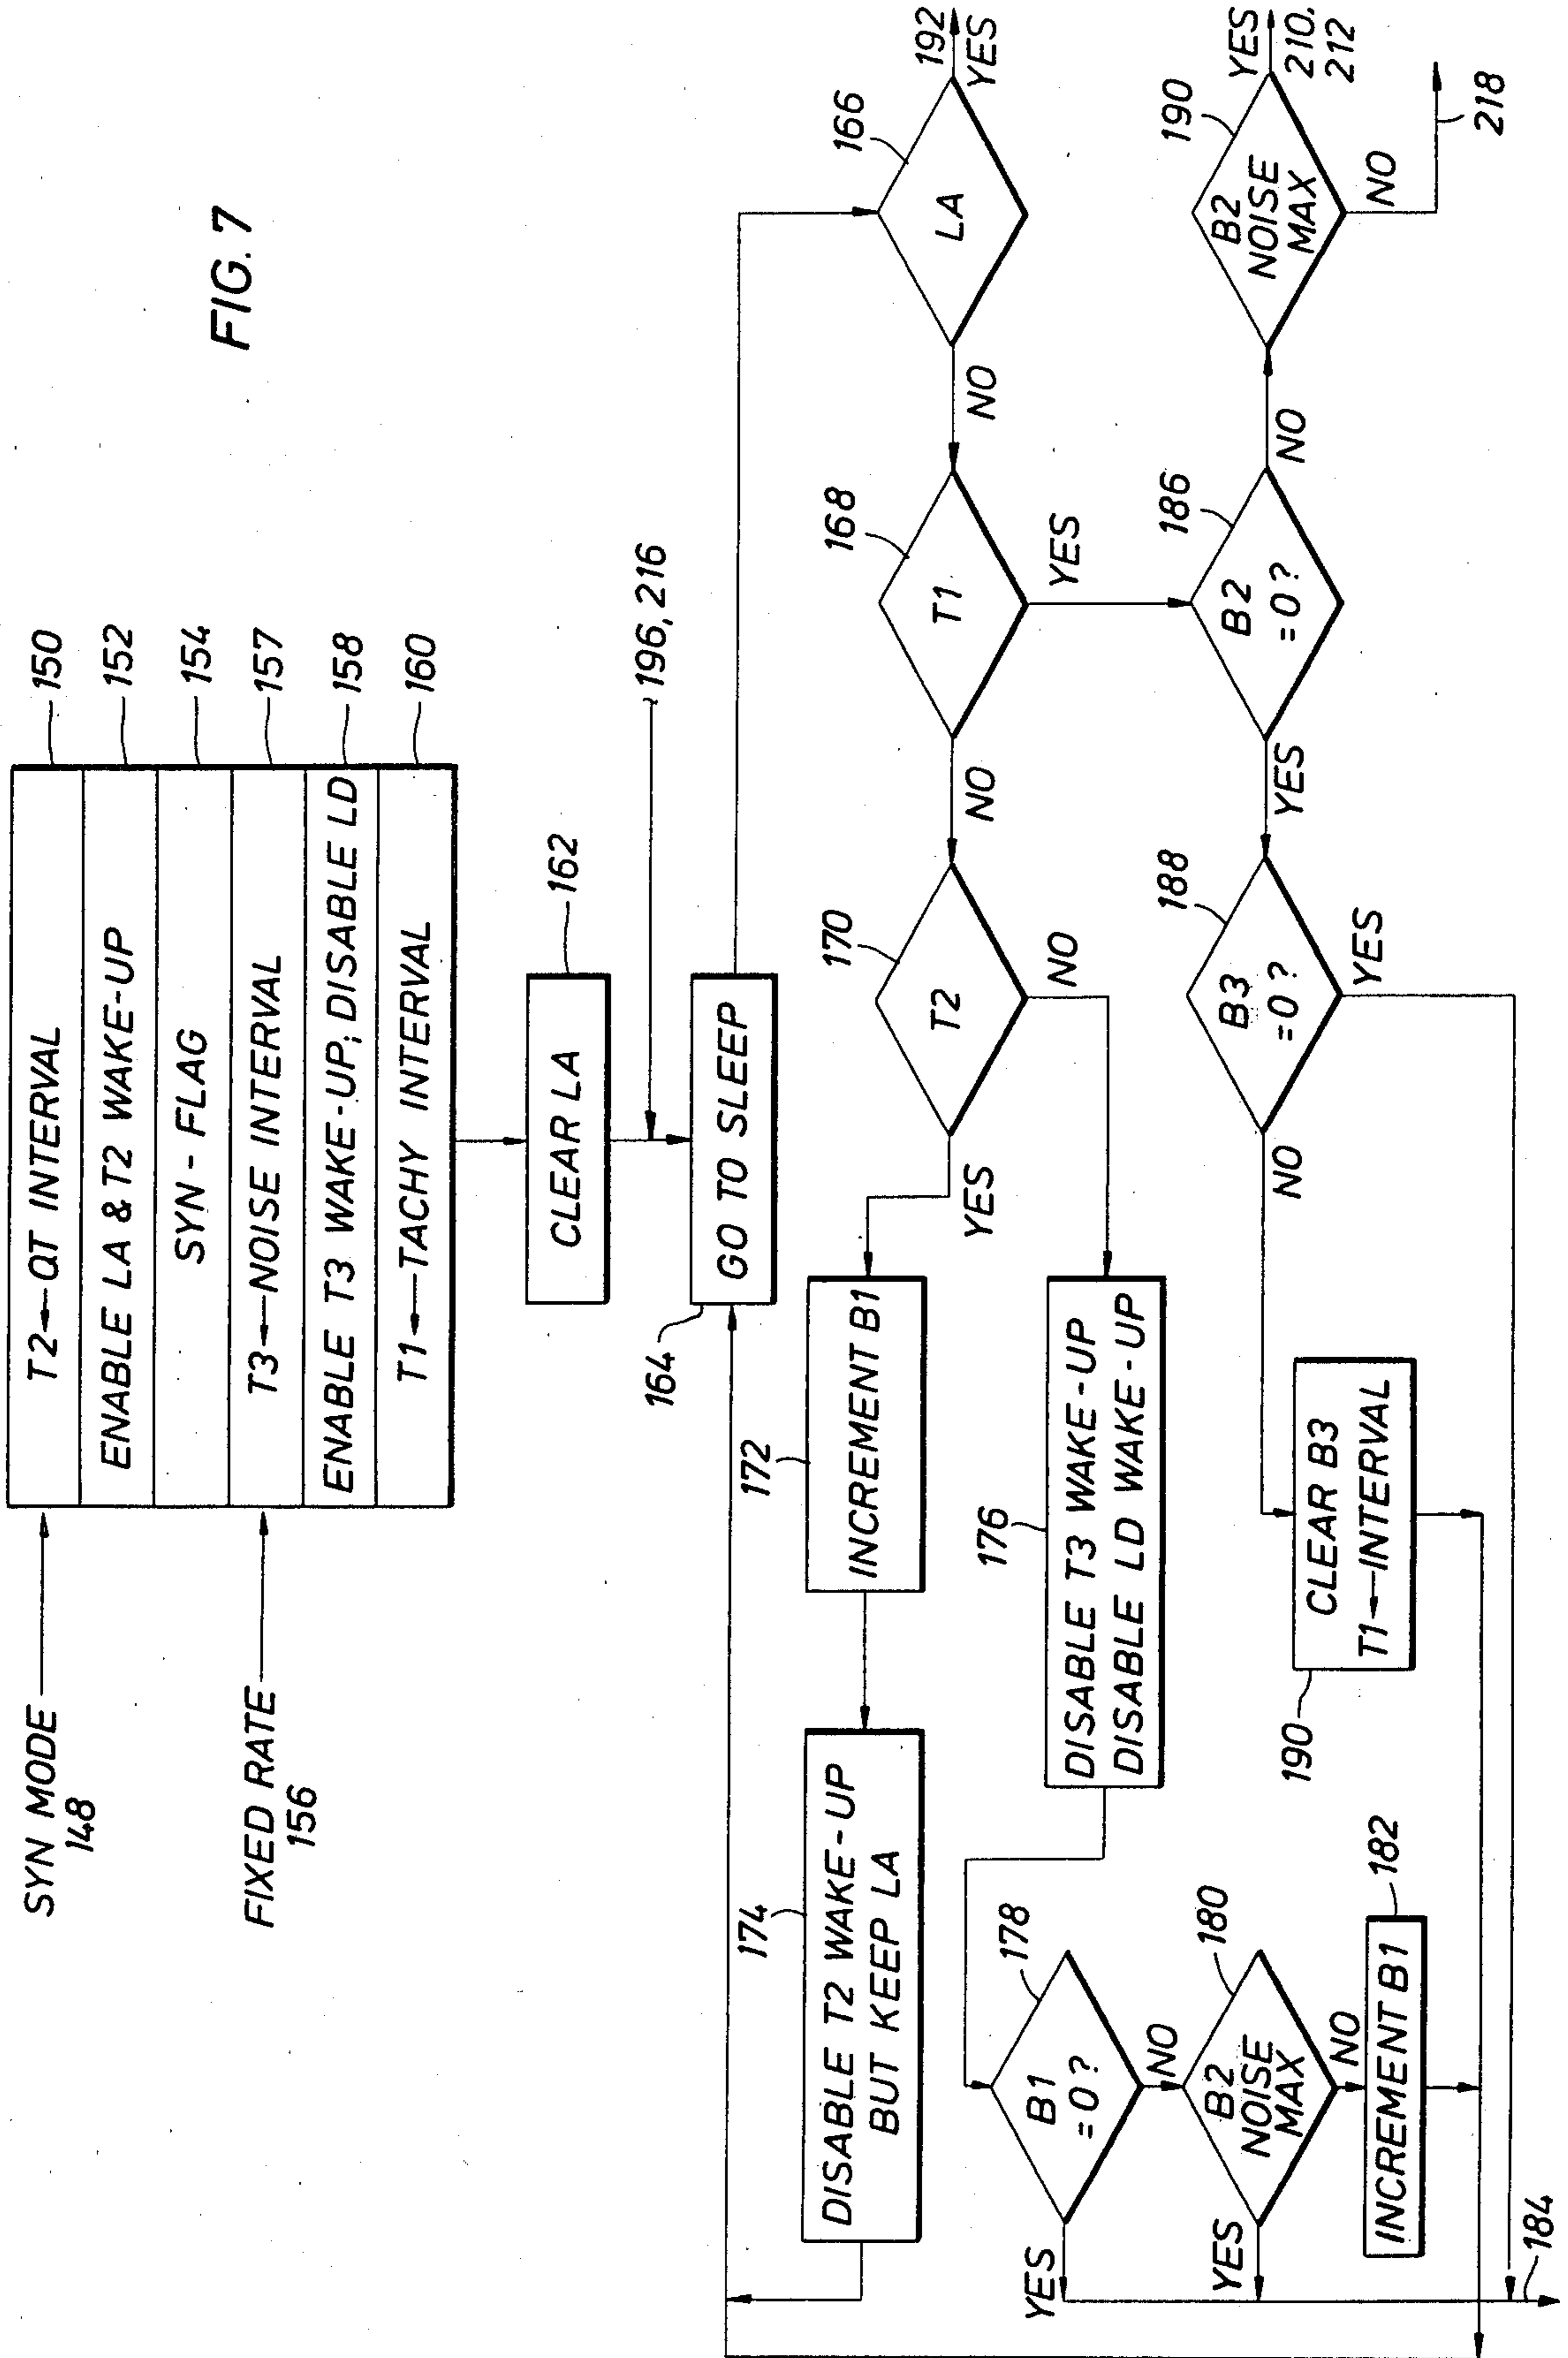 FIG. 7
SYN MODE
148
FIXED RATE
156
T2←QT INTERVAL
150
ENABLE LA & T2 WAKE-UP
152
SYN - FLAG
154
T3←NOISE INTERVAL
157
ENABLE T3 WAKE-UP; DISABLE LD
158
T1←TACHY INTERVAL
160
CLEAR LA
162
196, 216
GO TO SLEEP
164
LA
166
192
YES
NO
T1
168
YES
NO
T2
170
YES
NO
INCREMENT B1
172
DISABLE T2 WAKE-UP
BUT KEEP LA
174
DISABLE T3 WAKE-UP
DISABLE LD WAKE-UP
176
B1
=0?
178
YES
NO
B2
NOISE
MAX
180
YES
NO
INCREMENT B1
182
184
B2
=0?
186
YES
NO
B3
=0?
188
YES
NO
CLEAR B3
T1←INTERVAL
190
B2
NOISE
MAX
190
YES
210,
212
NO
218